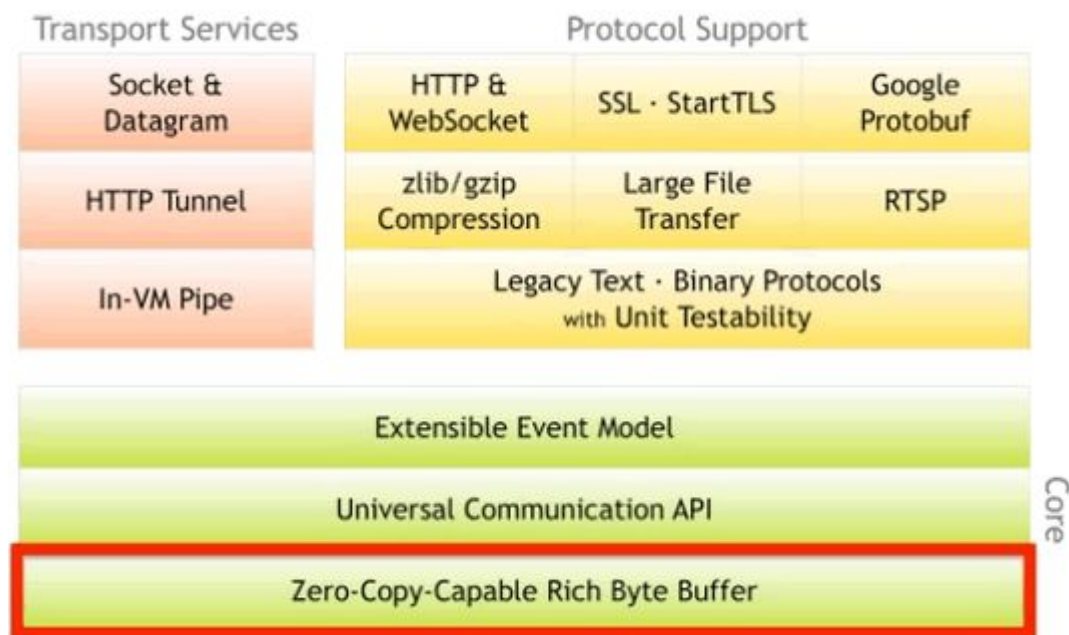 Transport Services
Socket &
Datagram
HTTP Tunnel
In-VM Pipe
Protocol Support
HTTP &
WebSocket
SSL · StartTLS
Google
Protobuf
zlib/gzip
Compression
Large File
Transfer
RTSP
Legacy Text · Binary Protocols
with Unit Testability
Extensible Event Model
Universal Communication API
Zero-Copy-Capable Rich Byte Buffer
Core